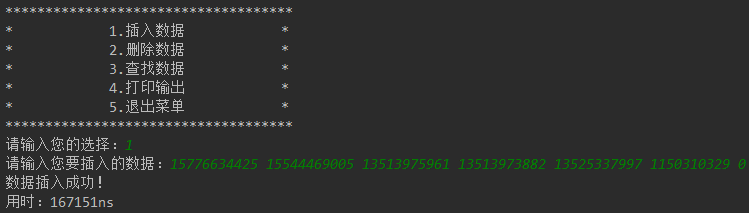 ************************************
* 1.插入数据 *
* 2.删除数据 *
* 3.查找数据 *
* 4.打印输出 *
* 5.退出菜单 *
************************************
请输入您的选择：1
请输入您要插入的数据：15776634425 15544469005 13513975961 13513973882 13525337997 1150310329 0
数据插入成功！
用时：167151ns